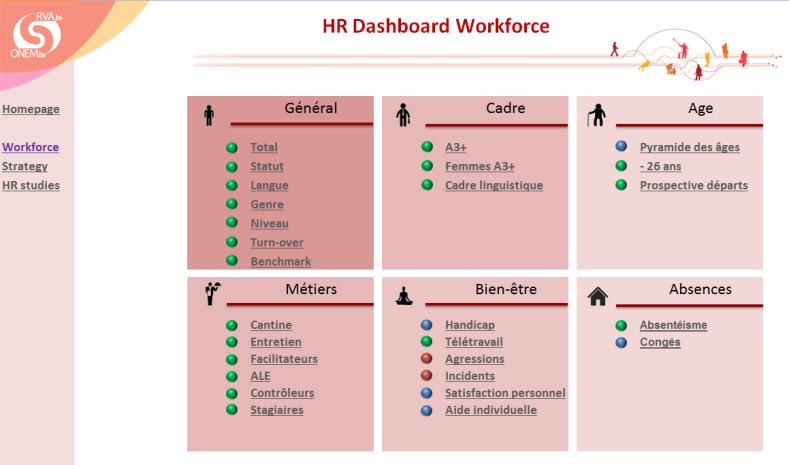 RVA.be
ONEM.be
HR Dashboard Workforce
Homepage
Workforce
Strategy
HR studies
Général
Total
Statut
Langue
Genre
Niveau
Turn-over
Benchmark
Cadre
A3+
Femmes A3+
Cadre linguistique
Age
Pyramide des âges
- 26 ans
Prospective départs
Métiers
Cantine
Entretien
Facilitateurs
ALE
Contrôleurs
Stagiaires
Bien-être
Handicap
Télétravail
Agressions
Incidents
Satisfaction personnel
Aide individuelle
Absences
Absentéisme
Congés